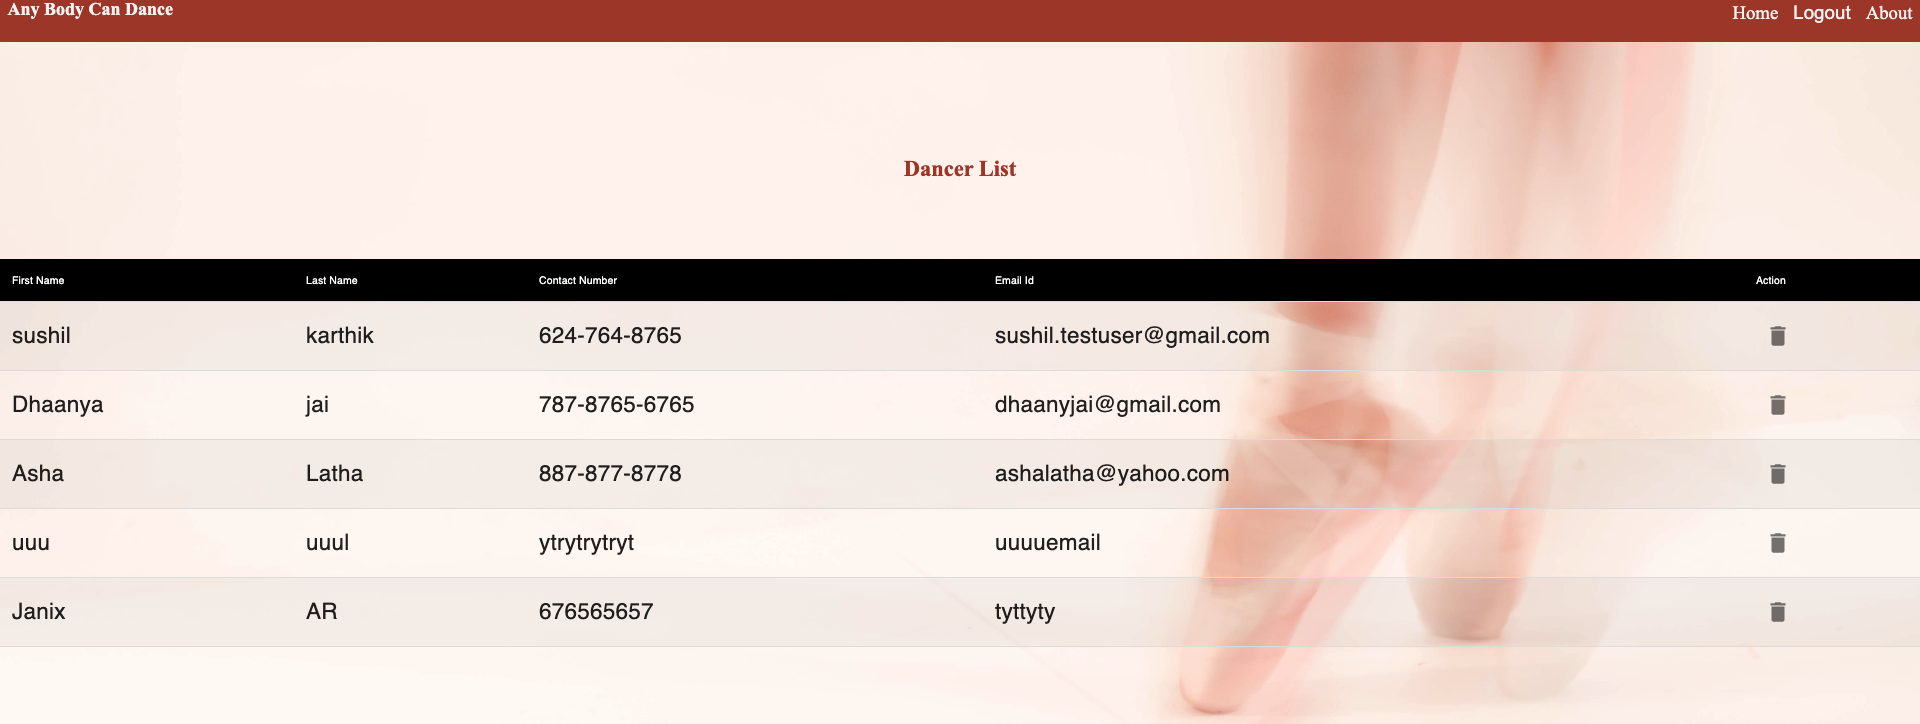 Any Body Can Dance
Home Logout About
Dancer List
First Name Last Name Contact Number Email Id Action
sushil karthik 624-764-8765 sushil.testuser@gmail.com
Dhaanya jai 787-8765-6765 dhaanyjai@gmail.com
Asha Latha 887-877-8778 ashalatha@yahoo.com
uuu uuul ytrytrytryt uuuuemail
Janix AR 676565657 tyttyty